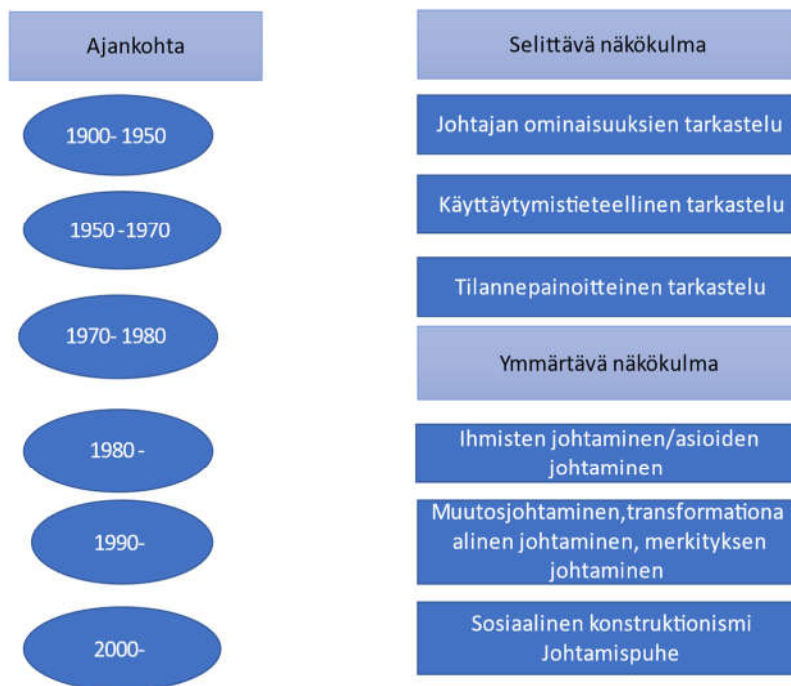 Ajankohta
Selittävä näkökulma
1900- 1950
Johtajan ominaisuuksien tarkastelu
1950 -1970
Käyttäytymistieteellinen tarkastelu
1970- 1980
Tilannepainoitteinen tarkastelu
Ymmärtävä näkökulma
1980 -
Ihmisten johtaminen/asioiden
johtaminen
1990-
Muutosjohtaminen,transformationa
alinen johtaminen, merkityksen
johtaminen
2000-
Sosiaalinen konstruktionismi
Johtamispuhe